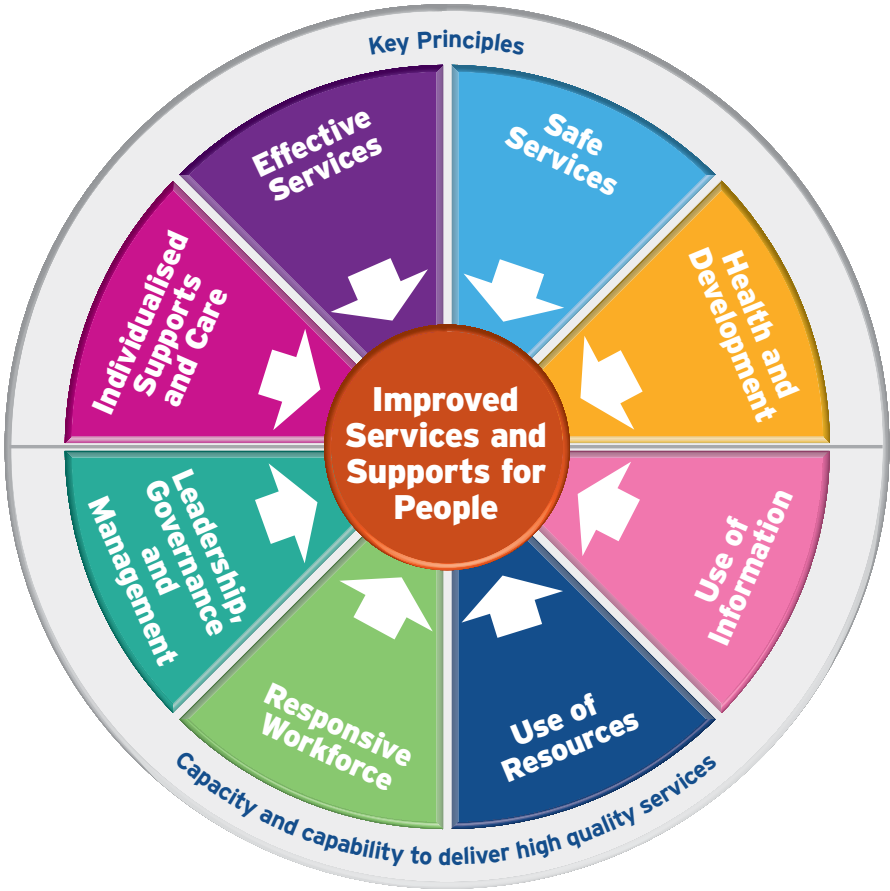 Key Principles
Effective
Services
Safe
Services
Individualised
Supports
and Care
Health and
Development
Improved
Services and
Supports for
People
Leadership,
Governance
and
Management
Use of
Information
Responsive
Workforce
Use of
Resources
Capacity and capability to deliver high quality services